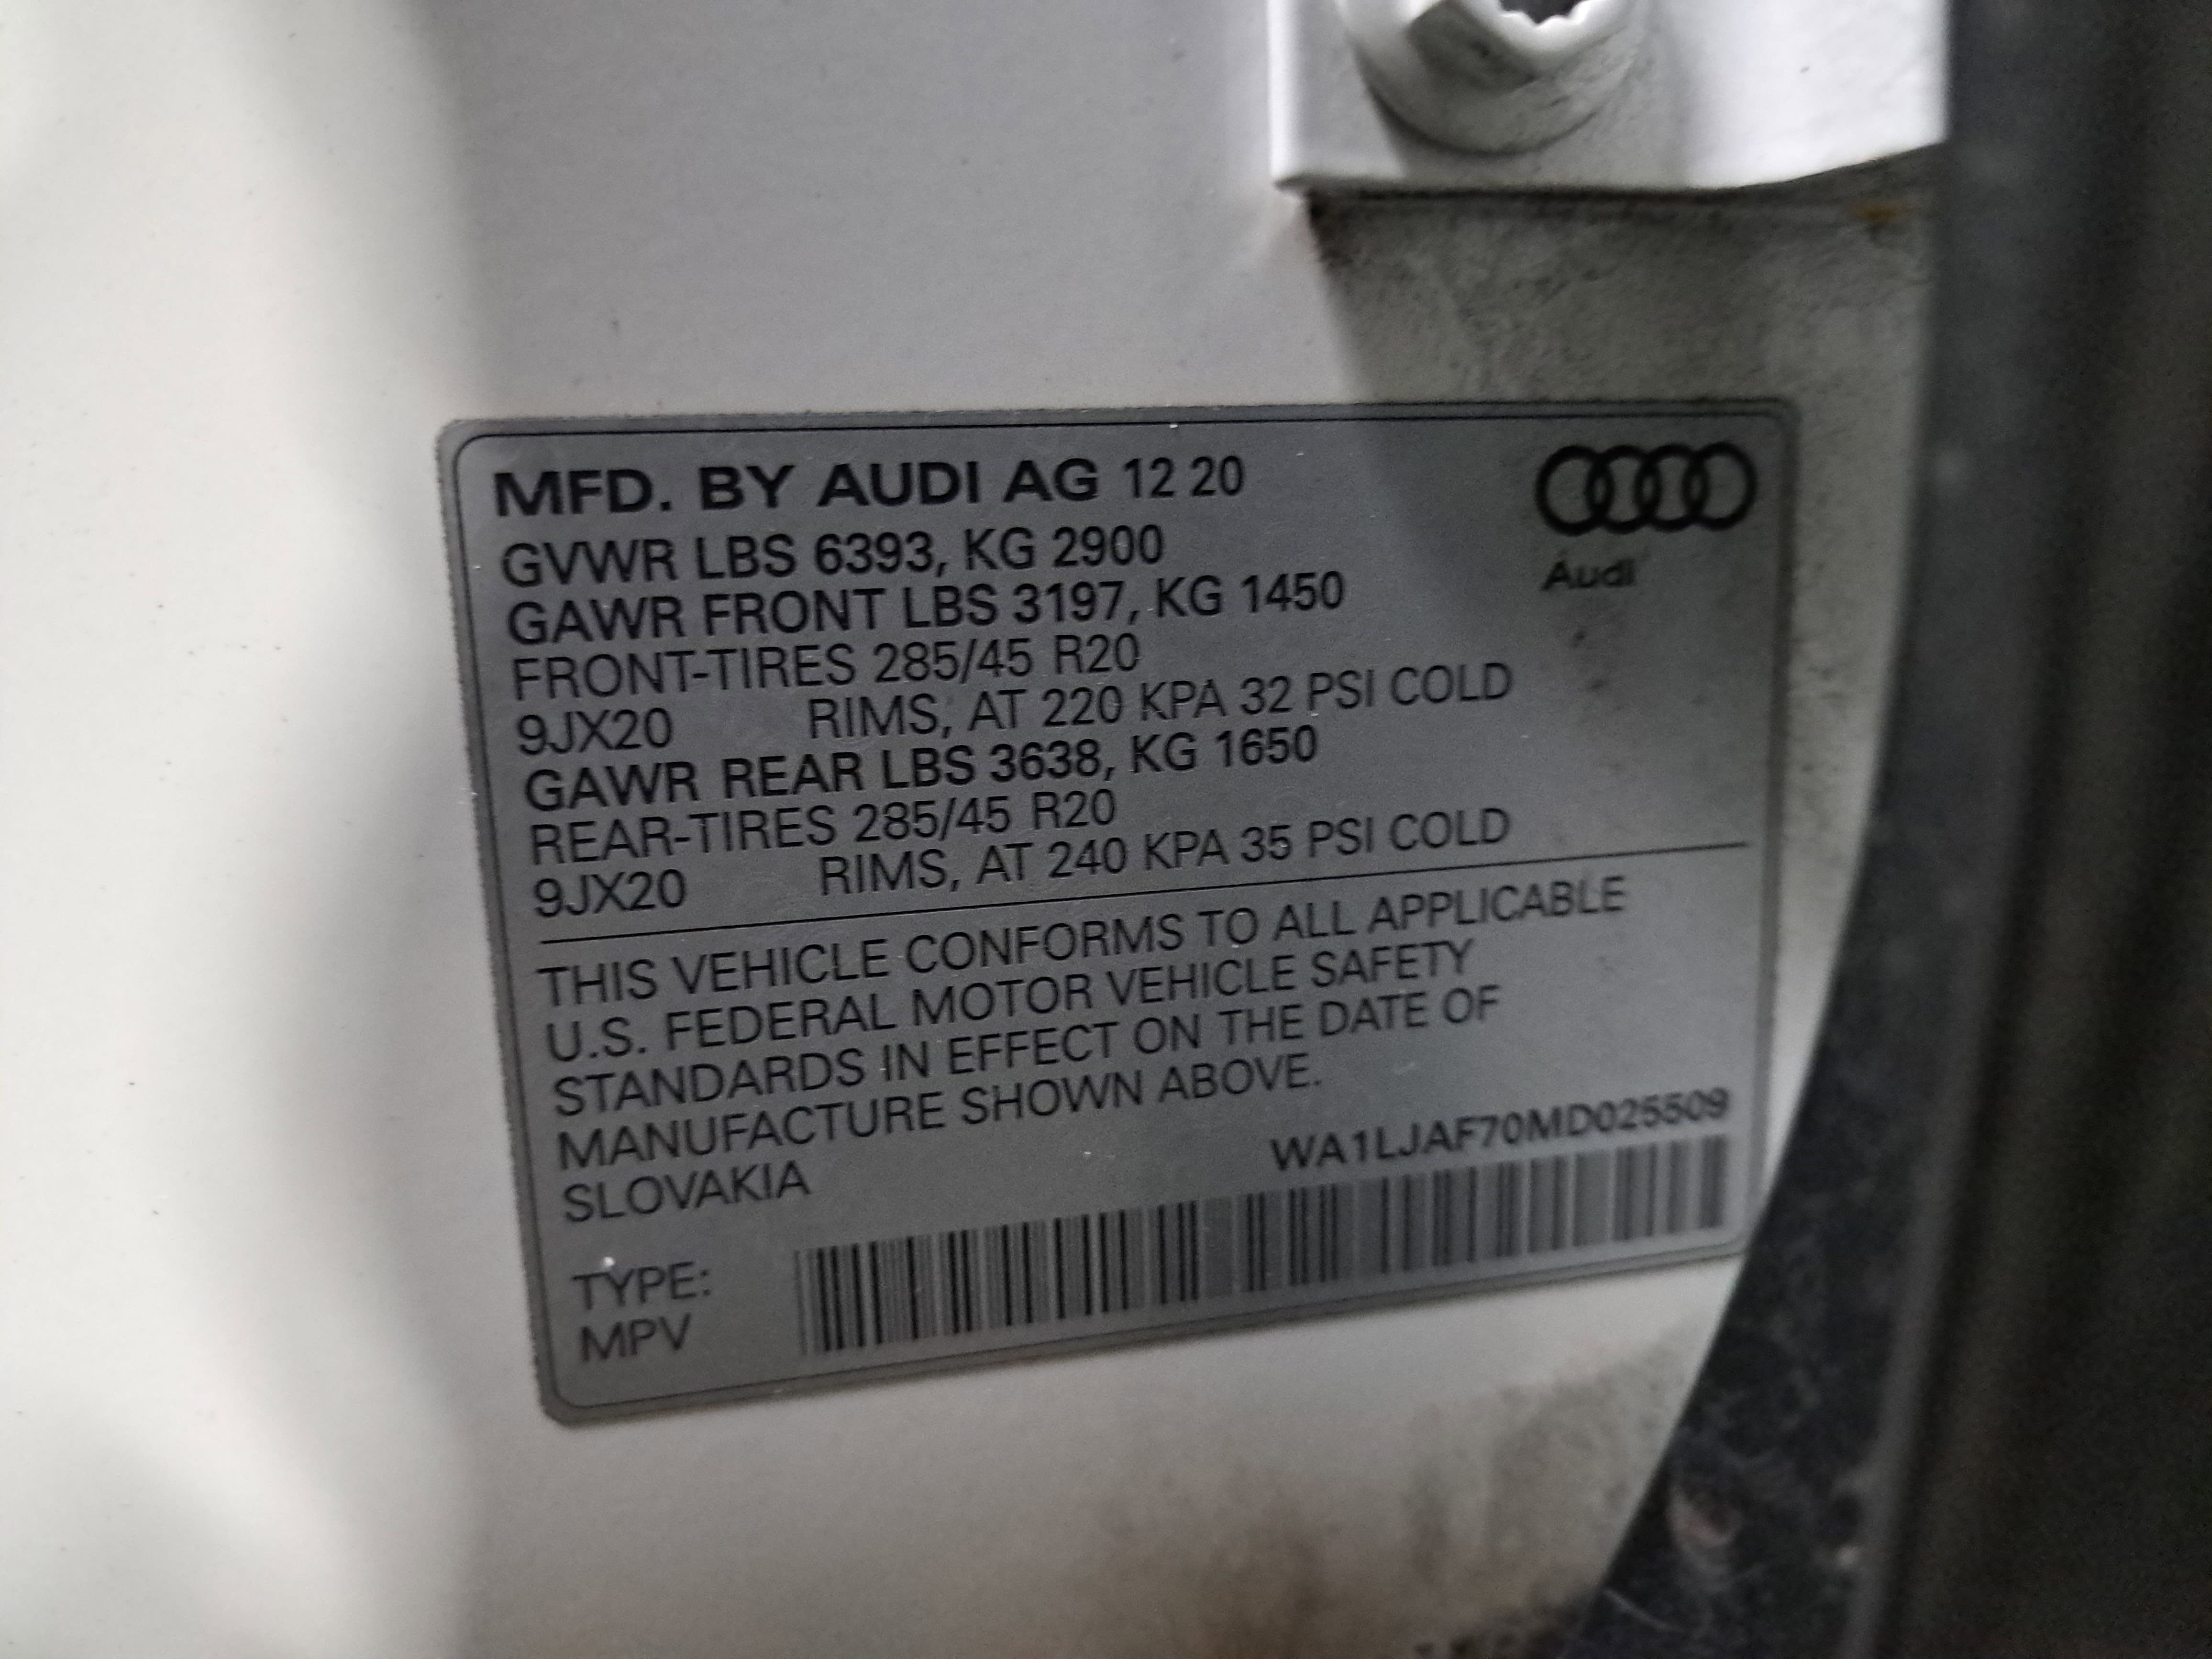 MFD. BY AUDI AG 12 20
Audi
GVWR LBS 6393, KG 2900
GAWR FRONT LBS 3197, KG 1450
FRONT-TIRES 285/45 R20
9JX20 RIMS, AT 220 KPA 32 PSI COLD
GAWR REAR LBS 3638, KG 1650
REAR-TIRES 285/45 R20
9JX20 RIMS, AT 240 KPA 35 PSI COLD
THIS VEHICLE CONFORMS TO ALL APPLICABLE
U.S. FEDERAL MOTOR VEHICLE SAFETY
STANDARDS IN EFFECT ON THE DATE OF
MANUFACTURE SHOWN ABOVE.
SLOVAKIA WA1LJAF70MD025509
TYPE:
MPV